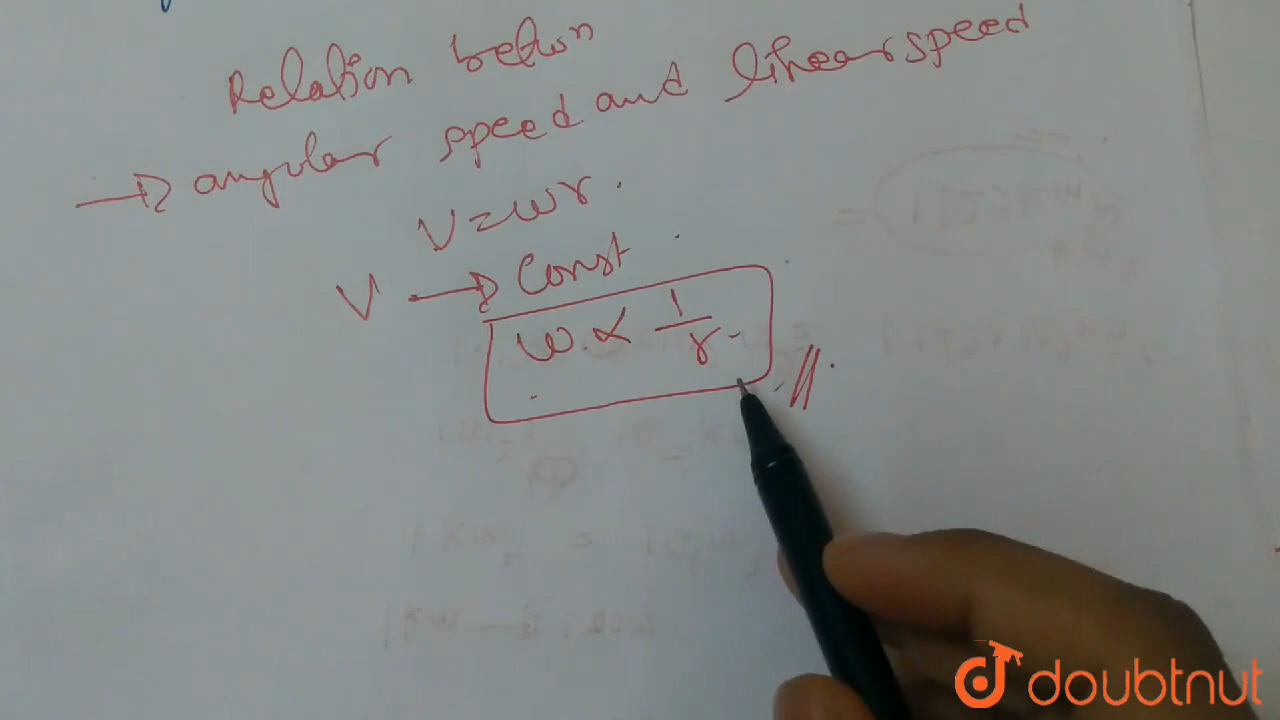 Relation betwn
→ angular speed and linear speed
V = ωr.
V → Const
ω ∝ 1/r
doubtnut